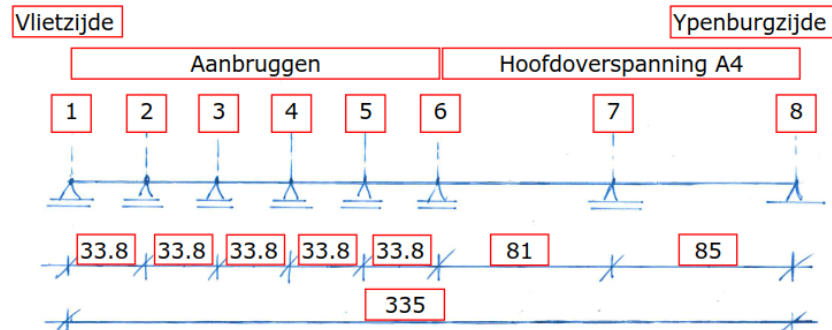 Vlietzijde Ypenburgzijde
Aanbruggen Hoofdoverspanning A4
1 2 3 4 5 6 7 8
33.8 33.8 33.8 33.8 33.8 81 85
335